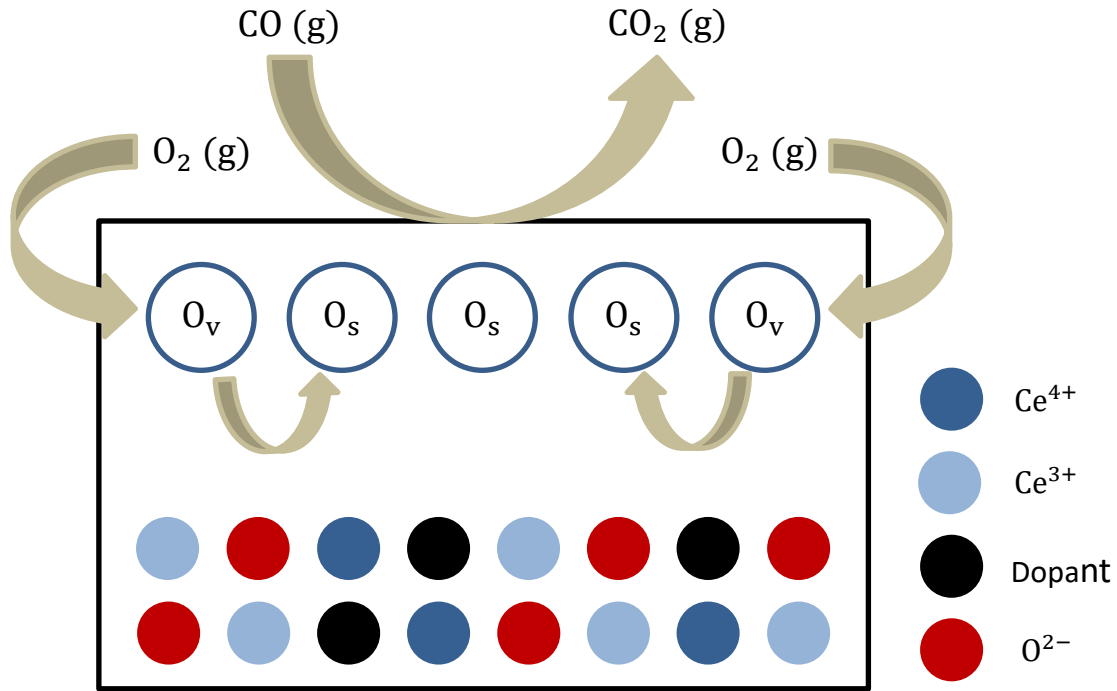 CO (g) CO₂ (g)
O₂ (g) O₂ (g)
Oᵥ Oₛ Oₛ Oₛ Oᵥ
Ce⁴⁺
Ce³⁺
Dopant
O²⁻